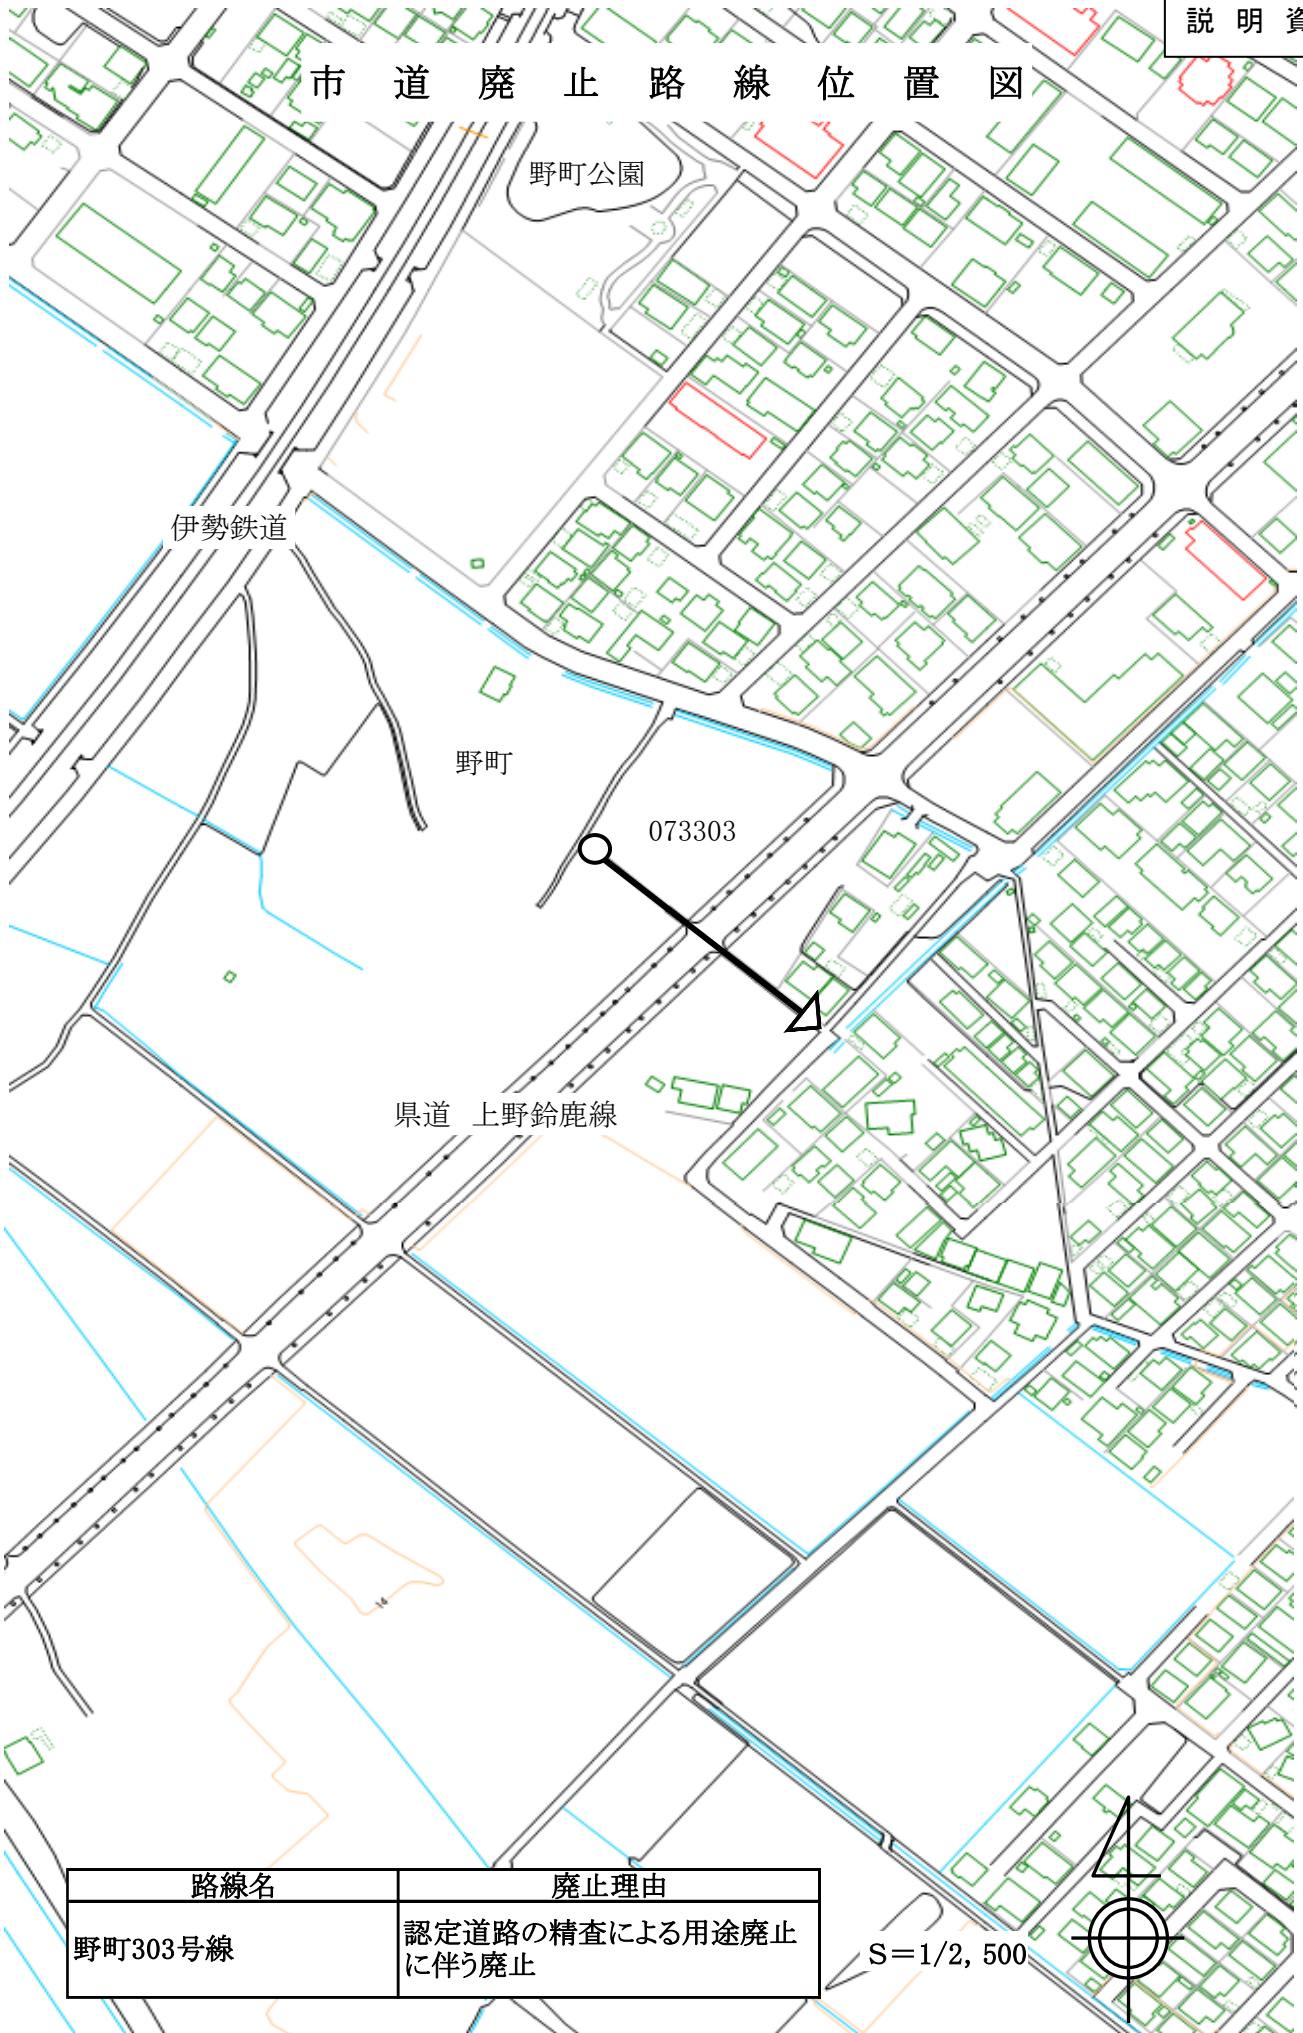 説 明 資
市 道 廃 止 路 線 位 置 図
野町公園
伊勢鉄道
野町
073303
県道 上野鈴鹿線
路線名 廃止理由
野町303号線 認定道路の精査による用途廃止
に伴う廃止
S=1/2,500